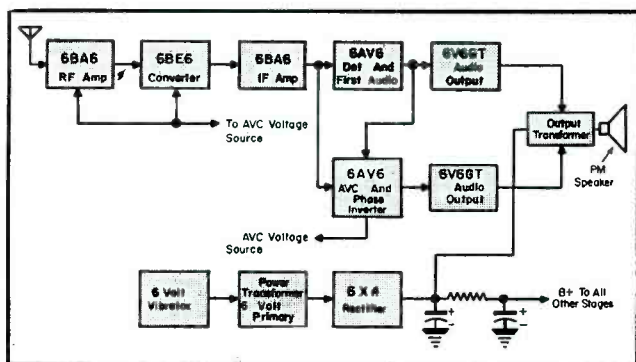 6BA6
RF Amp
6BE6
Converter
6BA6
IF Amp
6AV6
Det And
First Audio
6V6GT
Audio
Output
To AVC Voltage
Source
Output
Transformer
PM
Speaker
6AV6
AVC And
Phase
Inverter
6V6GT
Audio
Output
AVC Voltage
Source
6 Volt
Vibrator
Power
Transformer
6 Volt
Primary
6X4
Rectifier
+
-
+
-
B+ To All
Other Stages